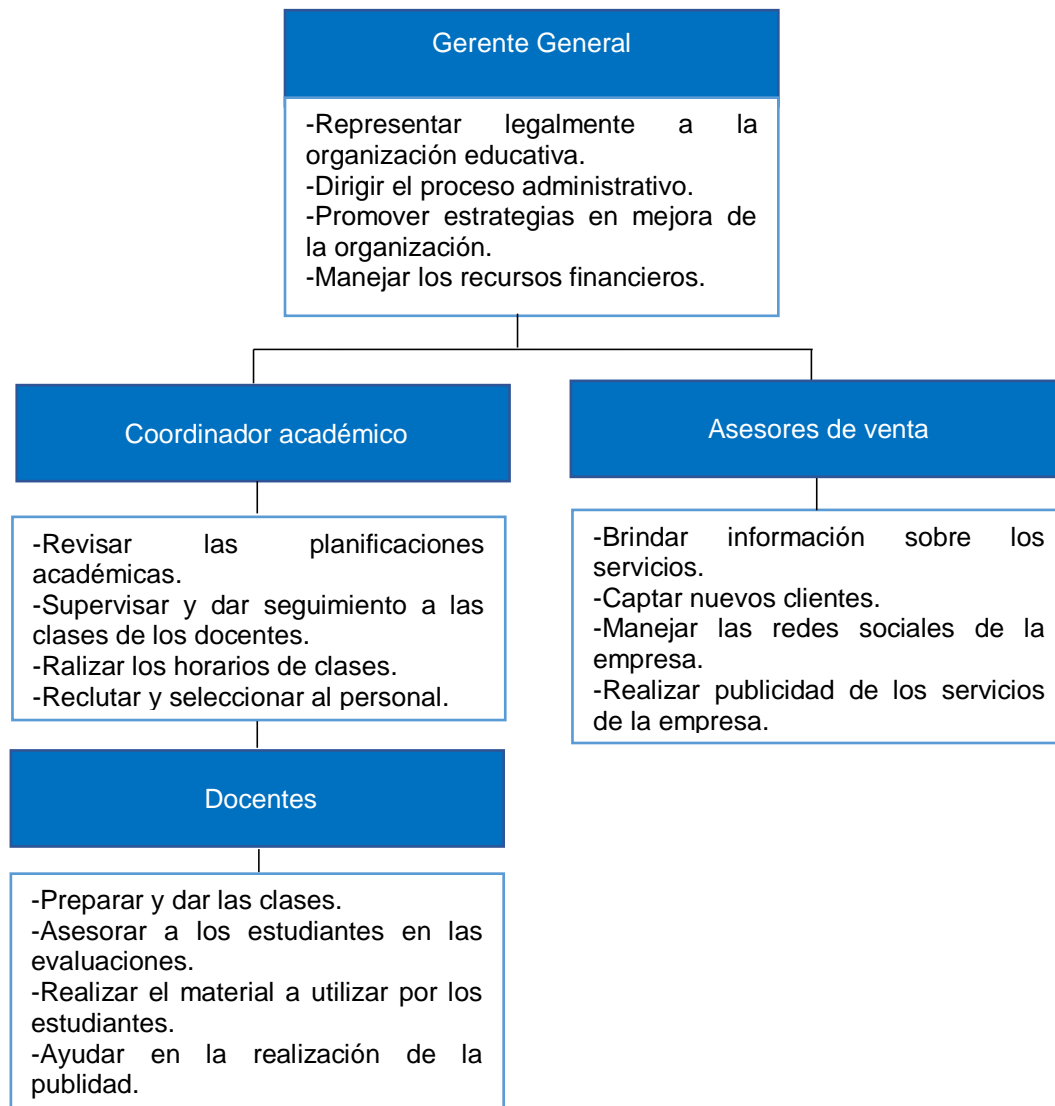 Gerente General
-Representar legalmente a la
organización educativa.
-Dirigir el proceso administrativo.
-Promover estrategias en mejora de
la organización.
-Manejar los recursos financieros.
Coordinador académico
-Revisar las planificaciones
académicas.
-Supervisar y dar seguimiento a las
clases de los docentes.
-Ralizar los horarios de clases.
-Reclutar y seleccionar al personal.
Asesores de venta
-Brindar información sobre los
servicios.
-Captar nuevos clientes.
-Manejar las redes sociales de la
empresa.
-Realizar publicidad de los servicios
de la empresa.
Docentes
-Preparar y dar las clases.
-Asesorar a los estudiantes en las
evaluaciones.
-Realizar el material a utilizar por los
estudiantes.
-Ayudar en la realización de la
publidad.